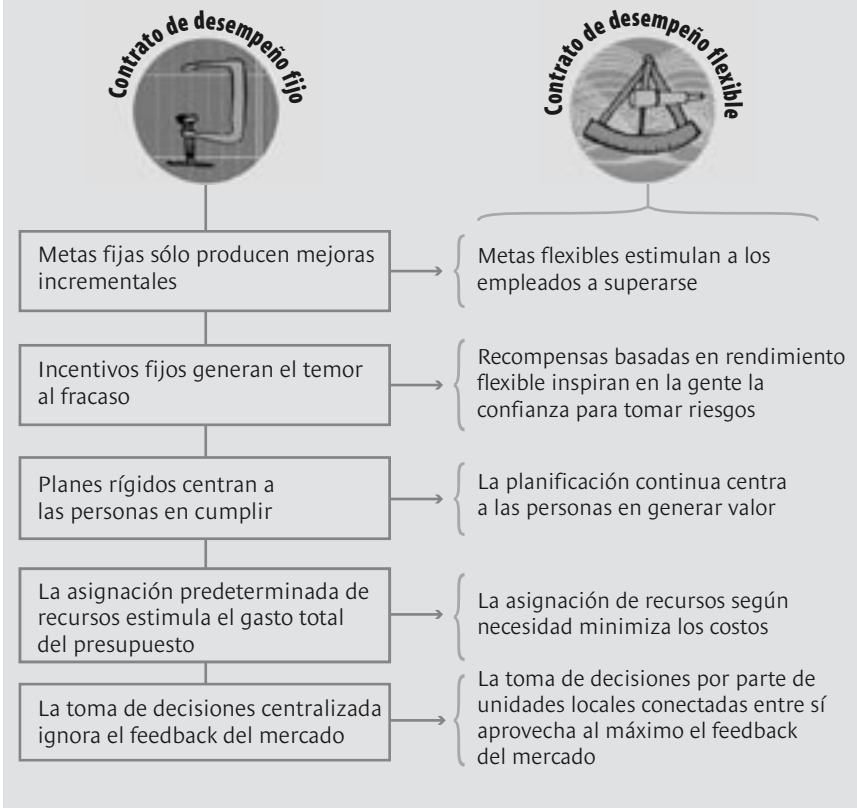 Contrato de desempeño fijo
Contrato de desempeño flexible
Metas fijas sólo producen mejoras
incrementales
Metas flexibles estimulan a los
empleados a superarse
Incentivos fijos generan el temor
al fracaso
Recompensas basadas en rendimiento
flexible inspiran en la gente la
confianza para tomar riesgos
Planes rígidos centran a
las personas en cumplir
La planificación continua centra
a las personas en generar valor
La asignación predeterminada de
recursos estimula el gasto total
del presupuesto
La asignación de recursos según
necesidad minimiza los costos
La toma de decisiones centralizada
ignora el feedback del mercado
La toma de decisiones por parte de
unidades locales conectadas entre sí
aprovecha al máximo el feedback
del mercado